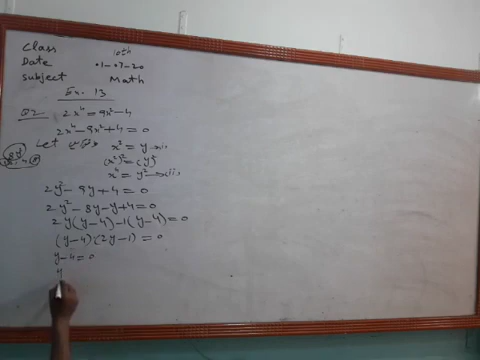 Class 10th
Date 01-07-20
Subject Math
Ex. 1.3
Q2. 2x⁴ = 9x² - 4
2x⁴ - 9x² + 4 = 0
Let x² = y → i,
(x²)² = (y)²
x⁴ = y² → ii,
2y² - 9y + 4 = 0
2y² - 8y - y + 4 = 0
2y(y - 4) - 1(y - 4) = 0
(y - 4)(2y - 1) = 0
y - 4 = 0
y